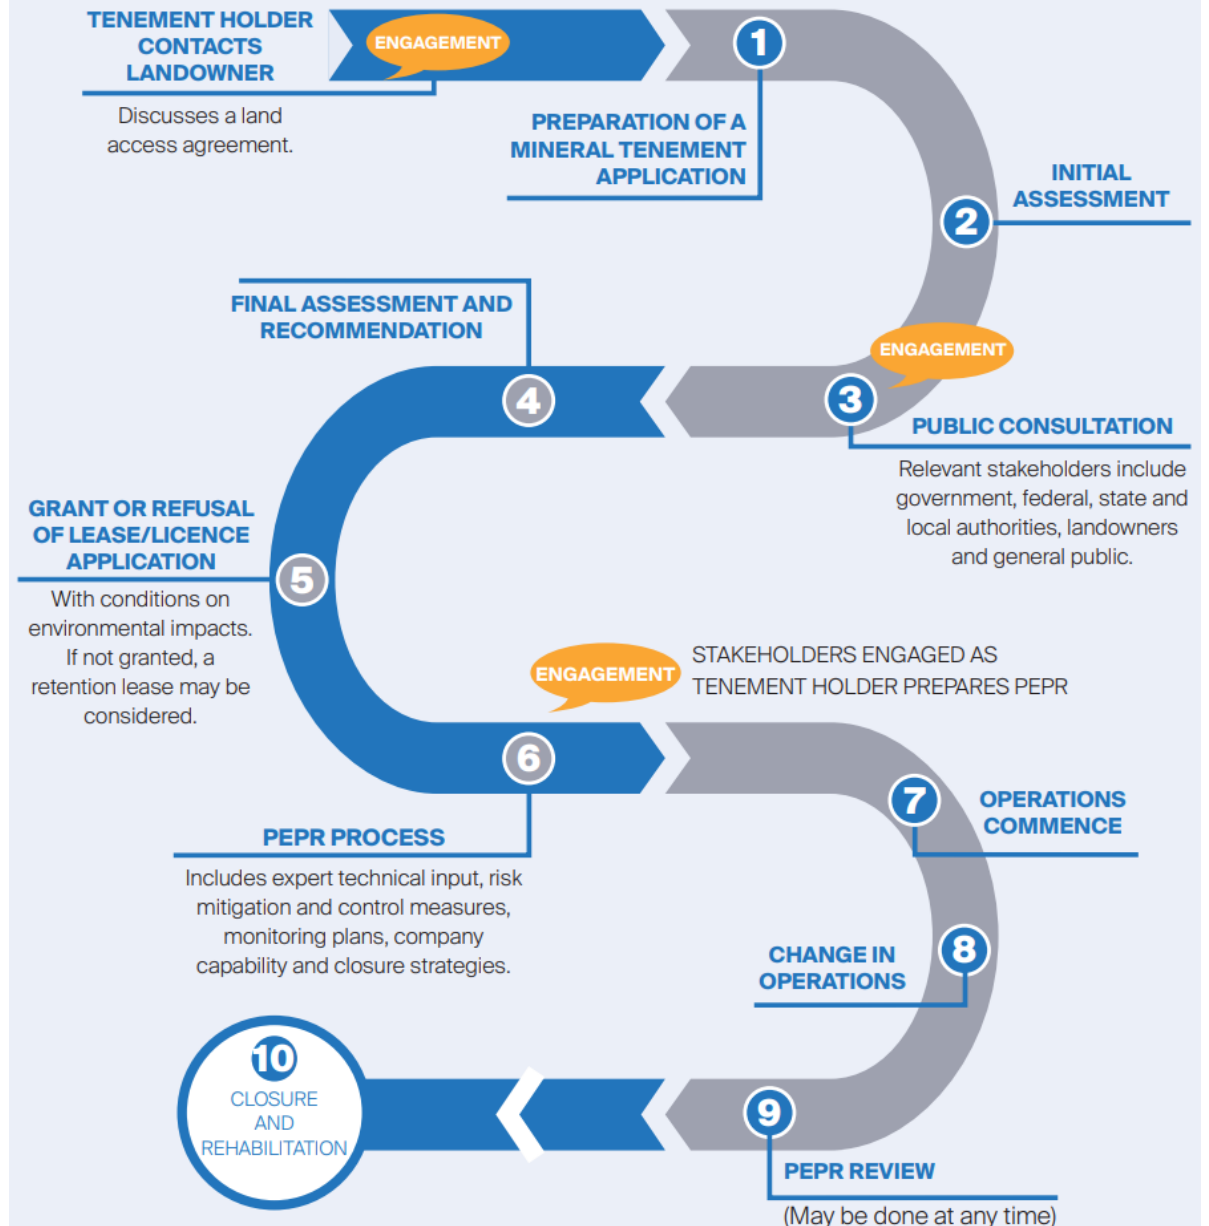 TENEMENT HOLDER
CONTACTS
LANDOWNER
Discusses a land
access agreement.
ENGAGEMENT
1
PREPARATION OF A
MINERAL TENEMENT
APPLICATION
2
INITIAL
ASSESSMENT
ENGAGEMENT
3
PUBLIC CONSULTATION
Relevant stakeholders include
government, federal, state and
local authorities, landowners
and general public.
FINAL ASSESSMENT AND
RECOMMENDATION
4
GRANT OR REFUSAL
OF LEASE/LICENCE
APPLICATION
5
With conditions on
environmental impacts.
If not granted, a
retention lease may be
considered.
ENGAGEMENT
STAKEHOLDERS ENGAGED AS
TENEMENT HOLDER PREPARES PEPR
6
PEPR PROCESS
Includes expert technical input, risk
mitigation and control measures,
monitoring plans, company
capability and closure strategies.
7
OPERATIONS
COMMENCE
8
CHANGE IN
OPERATIONS
9
PEPR REVIEW
(May be done at any time)
10
CLOSURE
AND
REHABILITATION